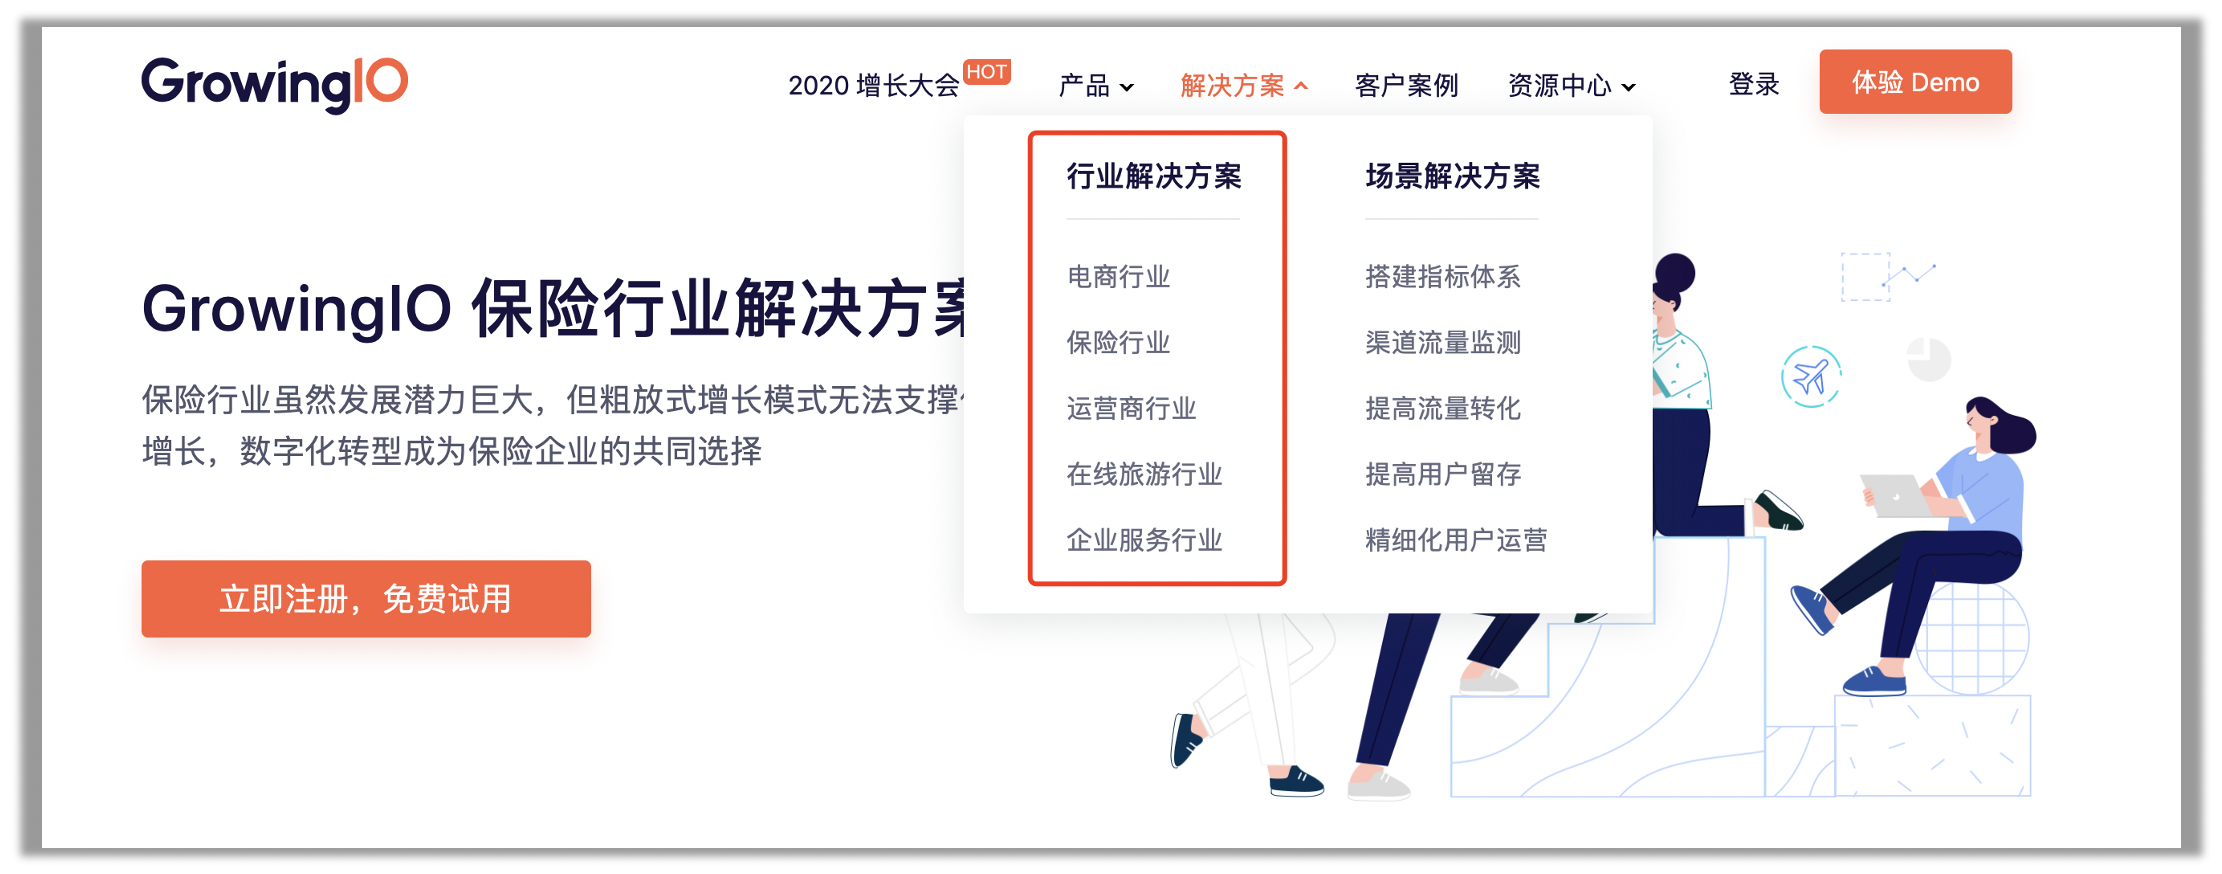 GrowingIO
2020 增长大会 HOT 产品 解决方案 客户案例 资源中心 登录 体验 Demo
行业解决方案
电商行业
保险行业
运营商行业
在线旅游行业
企业服务行业
场景解决方案
搭建指标体系
渠道流量监测
提高流量转化
提高用户留存
精细化用户运营
GrowingIO 保险行业解决方案
保险行业虽然发展潜力巨大，但粗放式增长模式无法支撑
增长，数字化转型成为保险企业的共同选择
立即注册，免费试用